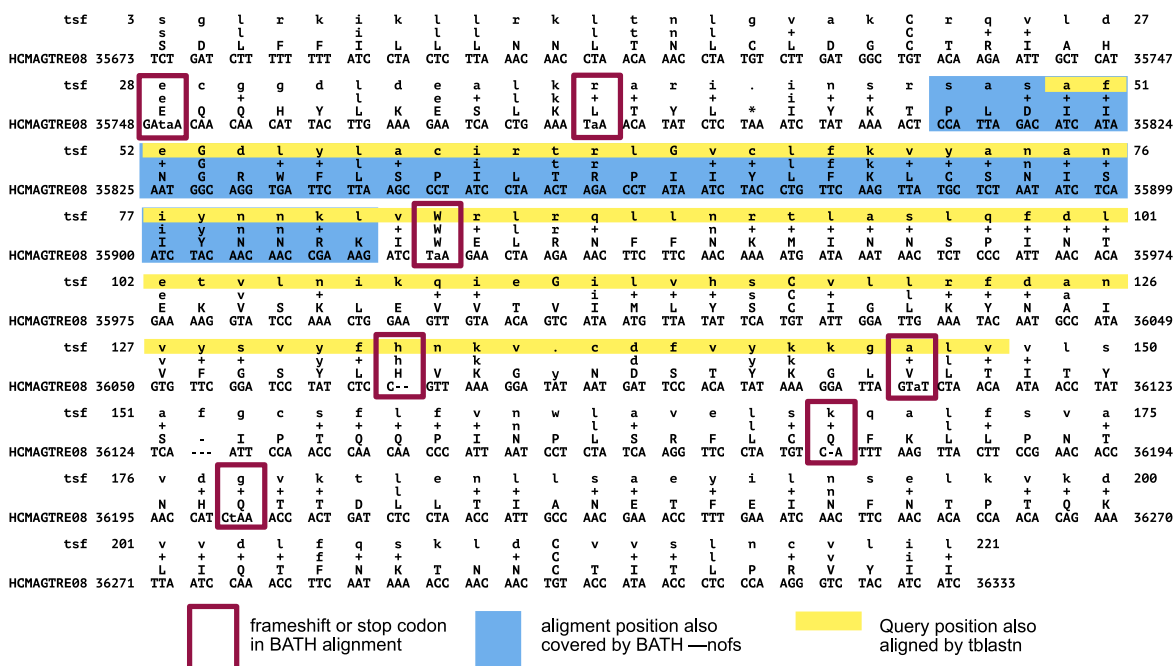 tsf 3 s g l r k i k l l r k l t n l g v a k C r q v l d 27
s l i l l l t n l + C + +
S D L F F I L L L N N L T N L C L D G C T R I A H
HCMAGTRE08 35673 TCT GAT CTT TTT TTT ATC CTA CTC TTA AAC AAC CTA ACA AAC CTA TGT CTT GAT GGC TGT ACA AGA ATT GCT CAT 35747
tsf 28 e c g g d l d e a l k r a r i . i n s r s a s a f 51
e l e + l k + + i + + + + +
E Q Q H Y L K E S L K L T Y L * I Y K T P L D I I
HCMAGTRE08 35748 GAtaA CAA CAA CAT TAC TTG AAA GAA TCA CTG AAA TaA ACA TAT CTC TAA ATC TAT AAA ACT CCA TTA GAC ATC ATA 35824
tsf 52 e G d l y l a c i r t r l G v c l f k v y a n a n 76
+ G + + l + i t r + + l f k + + + n + +
N G R W F L S P I L T R P I I Y L F K L C S N I S
HCMAGTRE08 35825 AAT GGC AGG TGA TTC TTA AGC CCT ATC CTA ACT AGA CCT ATA ATC TAC CTG TTC AAG TTA TGC TCT AAT ATC TCA 35899
tsf 77 i y n n k l v W r l r q l l n r t l a s l q f d l 101
i y n n + + W + l r + n + + + +
I Y N N R K I W E L R N F F N K M I N N S P I N T
HCMAGTRE08 35900 ATC TAC AAC AAC CGA AAG ATC TaA GAA CTA AGA AAC TTC TTC AAC AAA ATG ATA AAT AAC TCT CCC ATT AAC ACA 35974
tsf 102 e t v l n i k q i e G i l v h s C v l l r f d a n 126
e v + + + i + + s C + l + + a
E K V S K L E V V T V I M L Y S C I G L K Y N A I
HCMAGTRE08 35975 GAA AAG GTA TCC AAA CTG GAA GTT GTA ACA GTC ATA ATG TTA TAT TCA TGT ATT GGA TTG AAA TAC AAT GCC ATA 36049
tsf 127 v y s v y f h n k v . c d f v y k k g a l v v l s 150
v + + y + h k d y k + l + +
V F G S Y L H V K G y N D S T Y K G L V L T I T Y
HCMAGTRE08 36050 GTG TTC GGA TCC TAT CTC C-- GTT AAA GGA TAT AAT GAT TCC ACA TAT AAA GGA TTA GTaT CTA ACA ATA ACC TAT 36123
tsf 151 a f g c s f l f v n w l a v e l s k q a l f s v a 175
+ s + + n l + l + + l +
S - I P T Q Q P I N P L S R F L C Q F K L L P N T
HCMAGTRE08 36124 TCA --- ATT CCA ACC CAA CAA CCC ATT AAT CCT CTA TCA AGG TTC CTA TGT C-A TTT AAG TTA CTT CCG AAC ACC 36194
tsf 176 v d g v k t l e n l l s a e y i l n s e l k v k d 200
+ + + l + + + + + n +
N H Q T T D L L T I A N E T F E I N F N T P T Q K
HCMAGTRE08 36195 AAC CAT CtAA ACC ACT GAT CTC CTA ACC ATT GCC AAC GAA ACC TTT GAA ATC AAC TTC AAC ACA CCA ACA CAG AAA 36270
tsf 201 v v d l f q s k l d C v v s l n c v l i l 221
+ + + f + + C + + l + v i +
L I Q T F N K T N N C T I T L P R V Y I I
HCMAGTRE08 36271 TTA ATC CAA ACC TTC AAT AAA ACC AAC AAC TGT ACC ATA ACC CTC CCA AGG GTC TAC ATC ATC 36333
frameshift or stop codon
in BATH alignment
aligment position also
covered by BATH —nofs
Query position also
aligned by tblastn